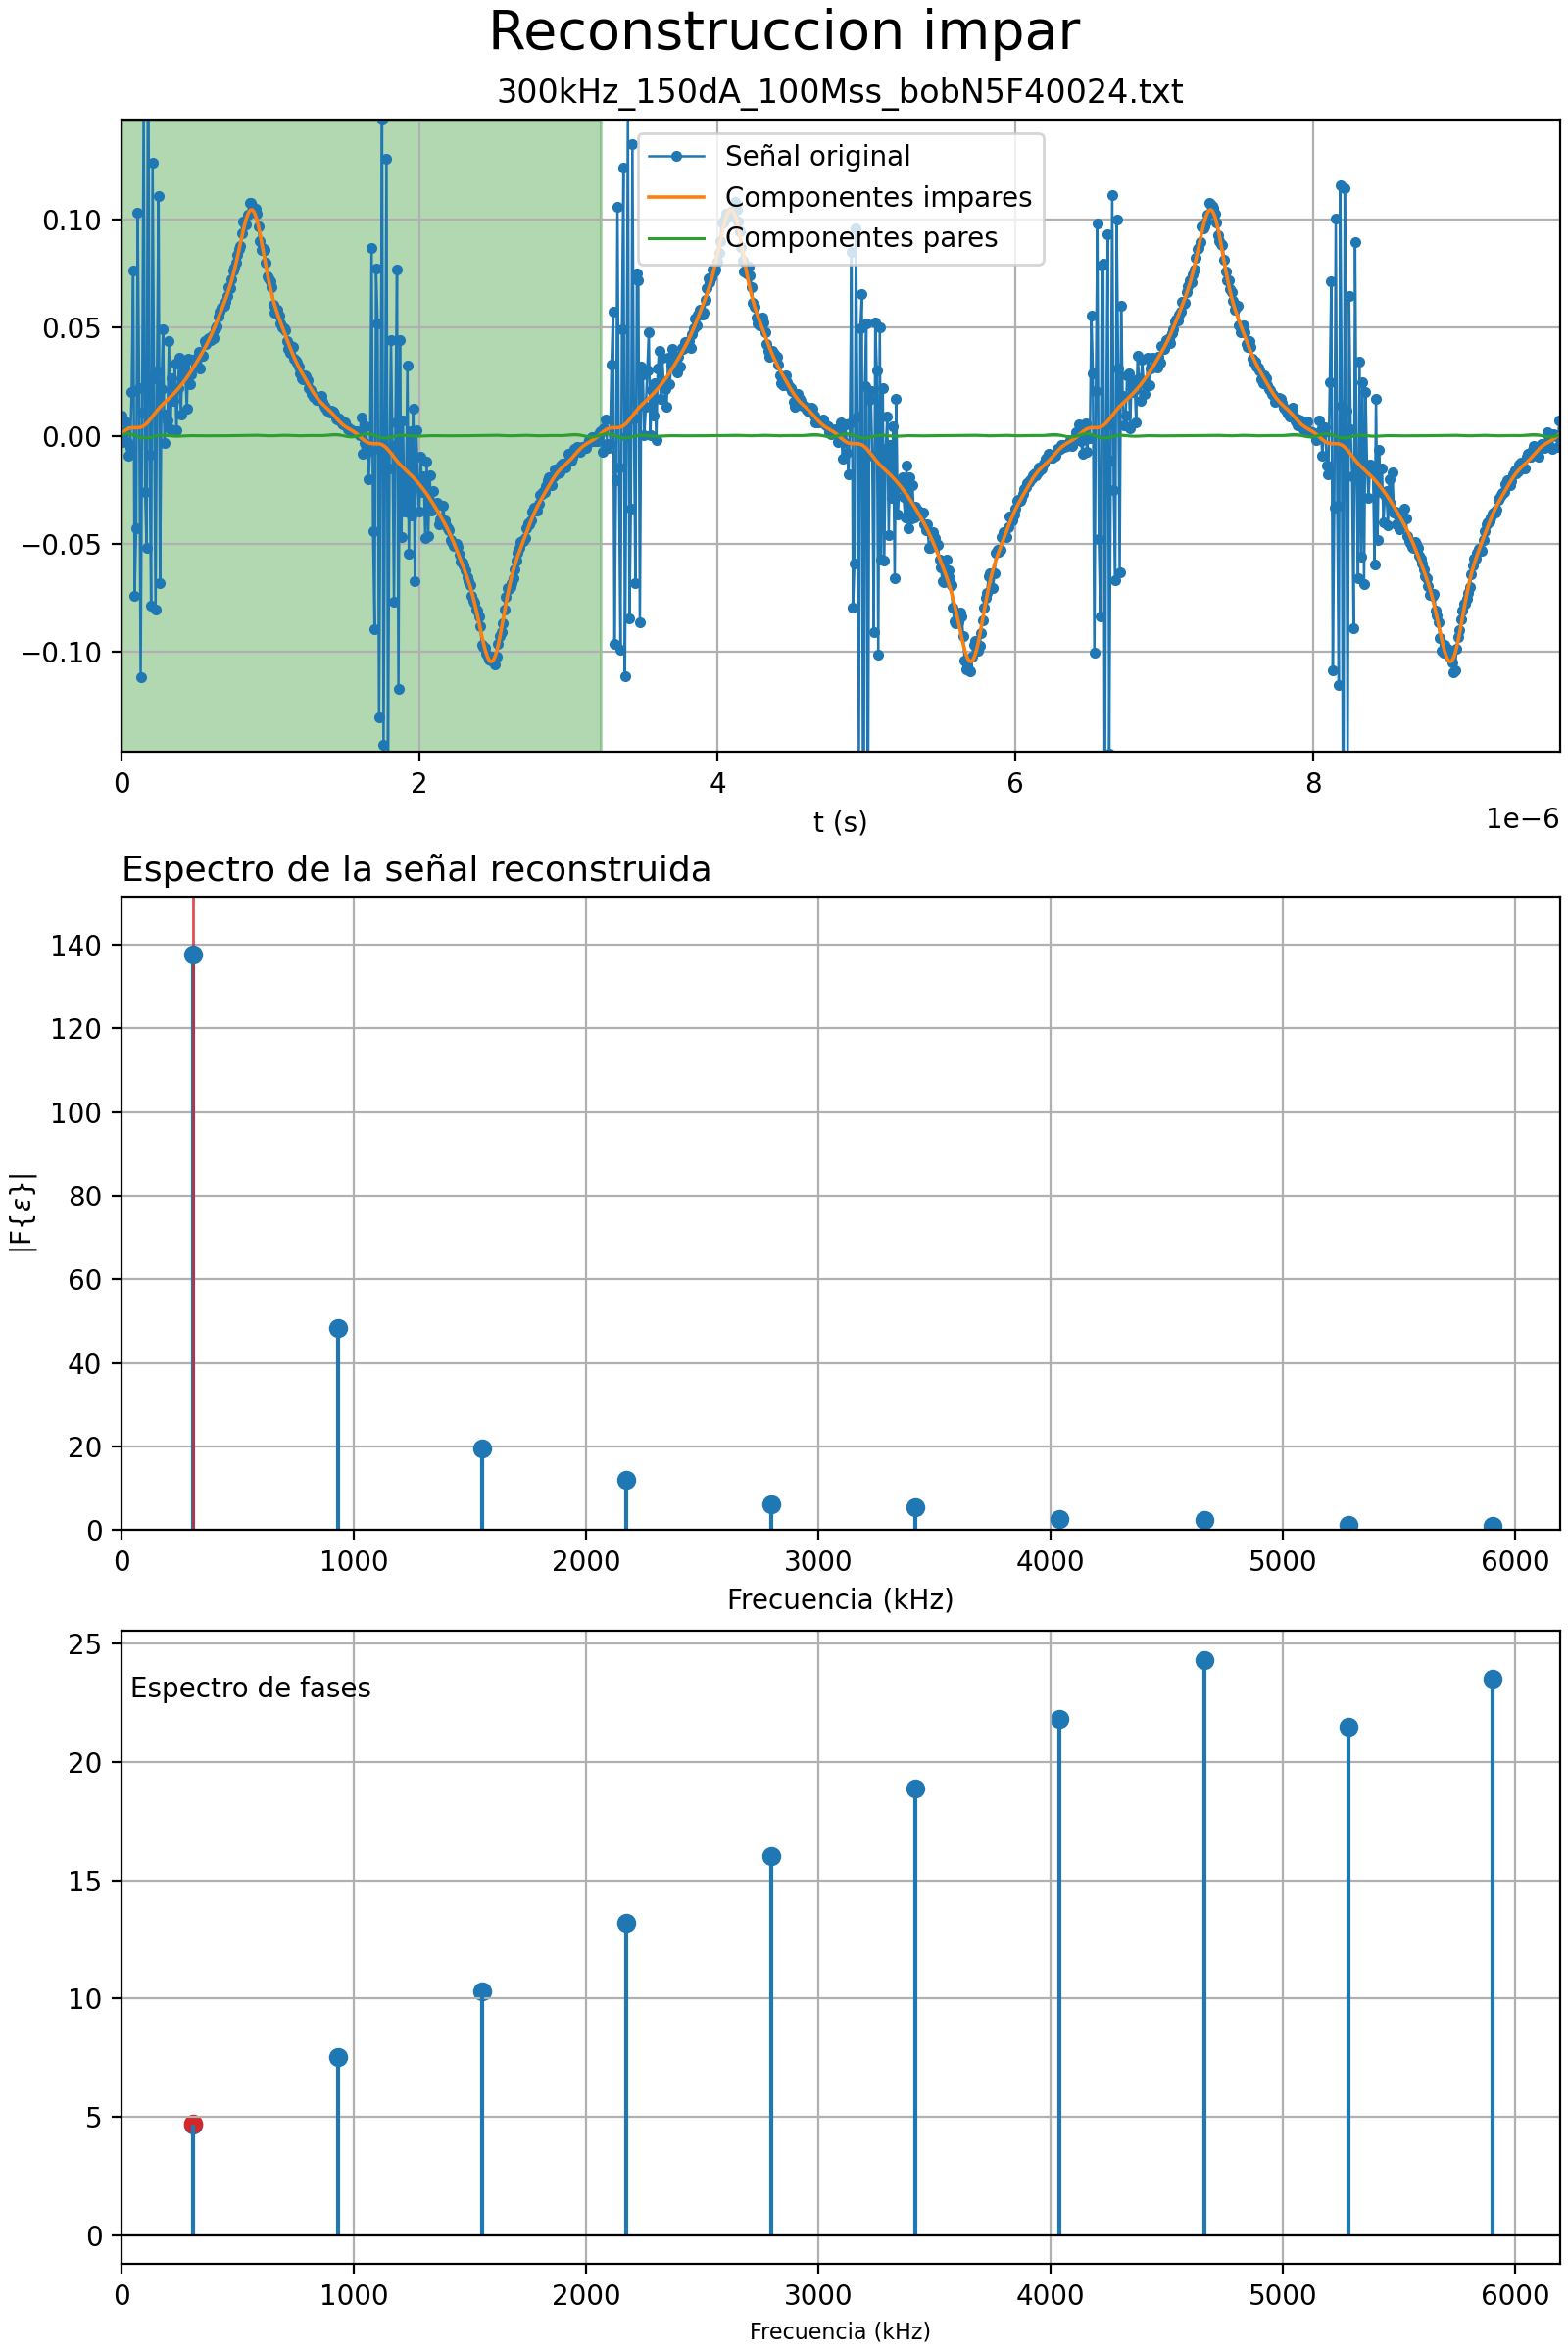 Reconstruccion impar
300kHz_150dA_100Mss_bobN5F40024.txt
Señal original
Componentes impares
Componentes pares
0.10
0.05
0.00
−0.05
−0.10
0 2 4 6 8
1e−6
t (s)
Espectro de la señal reconstruida
140
120
100
80
60
40
20
0
|F{ε}|
0 1000 2000 3000 4000 5000 6000
Frecuencia (kHz)
25
Espectro de fases
20
15
10
5
0
0 1000 2000 3000 4000 5000 6000
Frecuencia (kHz)